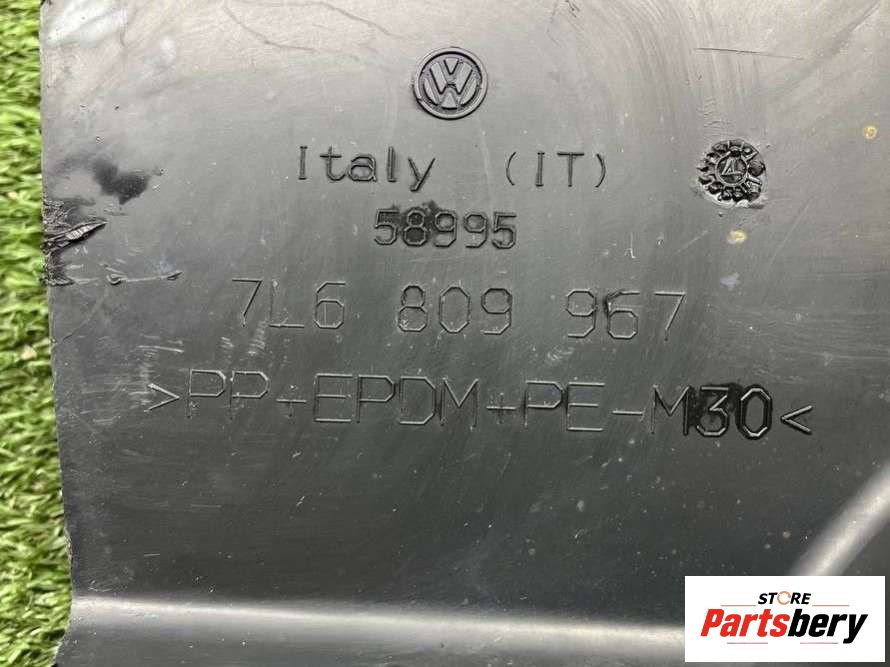 Italy (IT)
58995
7L6 809 967
>PP+EPDM+PE-M30<
STORE
Partsbery